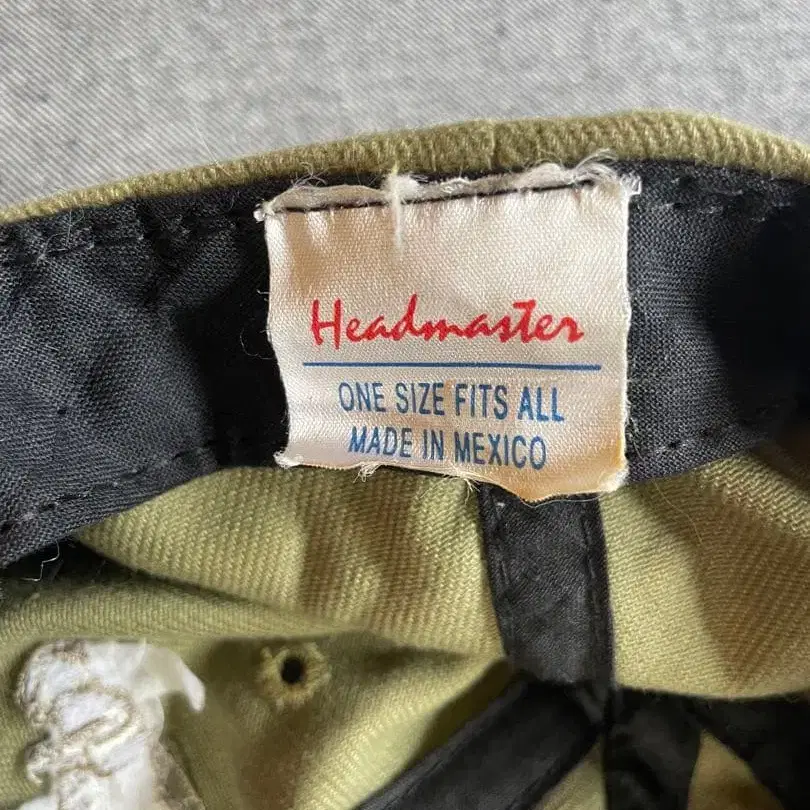 Headmaster
ONE SIZE FITS ALL
MADE IN MEXICO